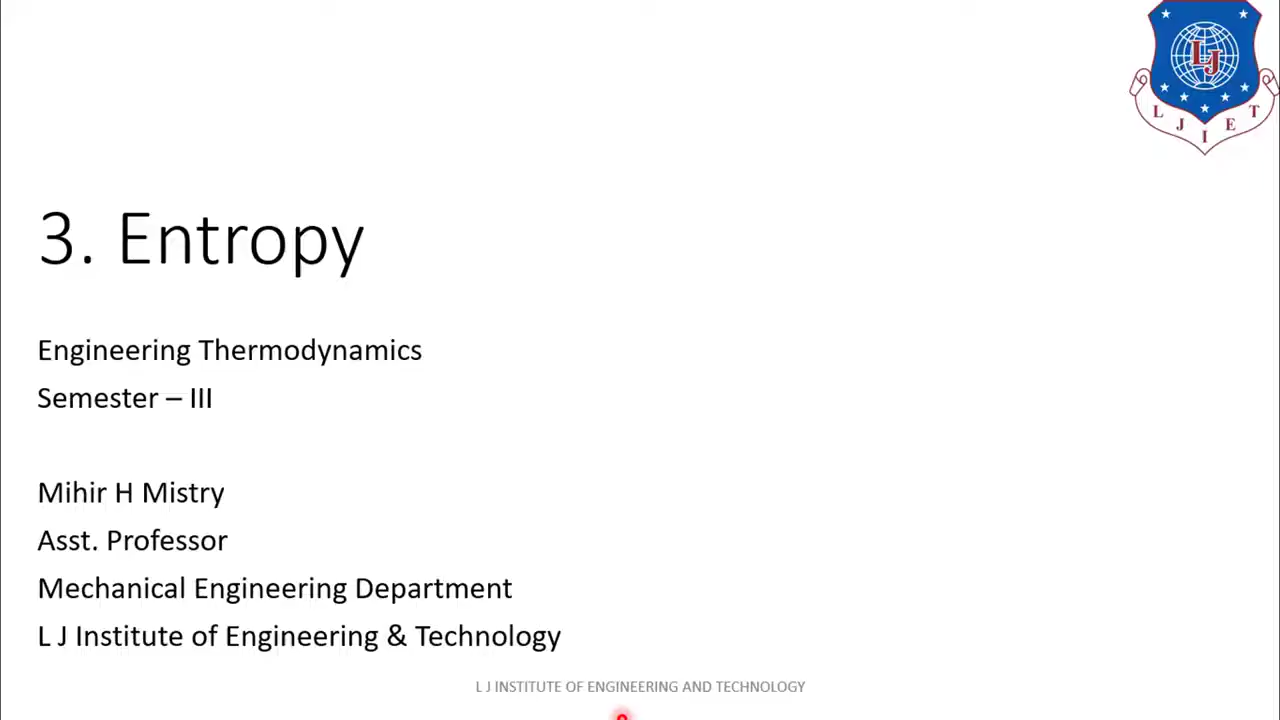 LJ
L J I E T
3. Entropy
Engineering Thermodynamics
Semester – III
Mihir H Mistry
Asst. Professor
Mechanical Engineering Department
L J Institute of Engineering & Technology
L J INSTITUTE OF ENGINEERING AND TECHNOLOGY